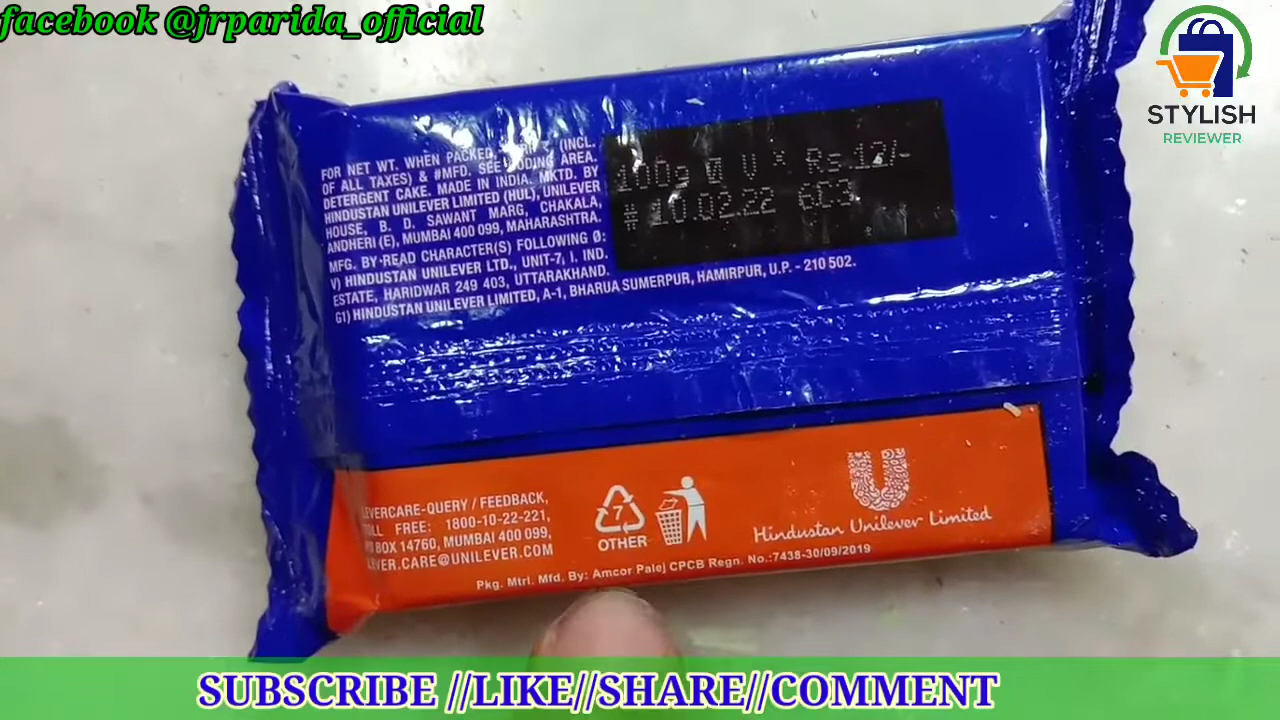 facebook @jrparida_official
STYLISH
REVIEWER
FOR NET WT. WHEN PACKED, (INCL.
OF ALL TAXES) & #MFD. SEE CODING AREA.
DETERGENT CAKE. MADE IN INDIA. MKTD. BY
HINDUSTAN UNILEVER LIMITED (HUL), UNILEVER
HOUSE, B. D. SAWANT MARG, CHAKALA,
ANDHERI (E), MUMBAI 400 099, MAHARASHTRA.
MFG. BY-READ CHARACTER(S) FOLLOWING Ø:
V) HINDUSTAN UNILEVER LTD., UNIT-7, I. IND.
ESTATE, HARIDWAR 249 403, UTTARAKHAND.
G1) HINDUSTAN UNILEVER LIMITED, A-1, BHARUA SUMERPUR, HAMIRPUR, U.P. - 210 502.
100g V Rs.12/-
# 10.02.22
LEVERCARE-QUERY / FEEDBACK,
TOLL FREE: 1800-10-22-221,
PO BOX 14760, MUMBAI 400 099,
LEVER.CARE@UNILEVER.COM
7
OTHER
Hindustan Unilever Limited
Pkg. Mtrl. Mfd. By: Amcor Palej CPCB Regn. No.:7438-30/09/2019
SUBSCRIBE //LIKE//SHARE//COMMENT